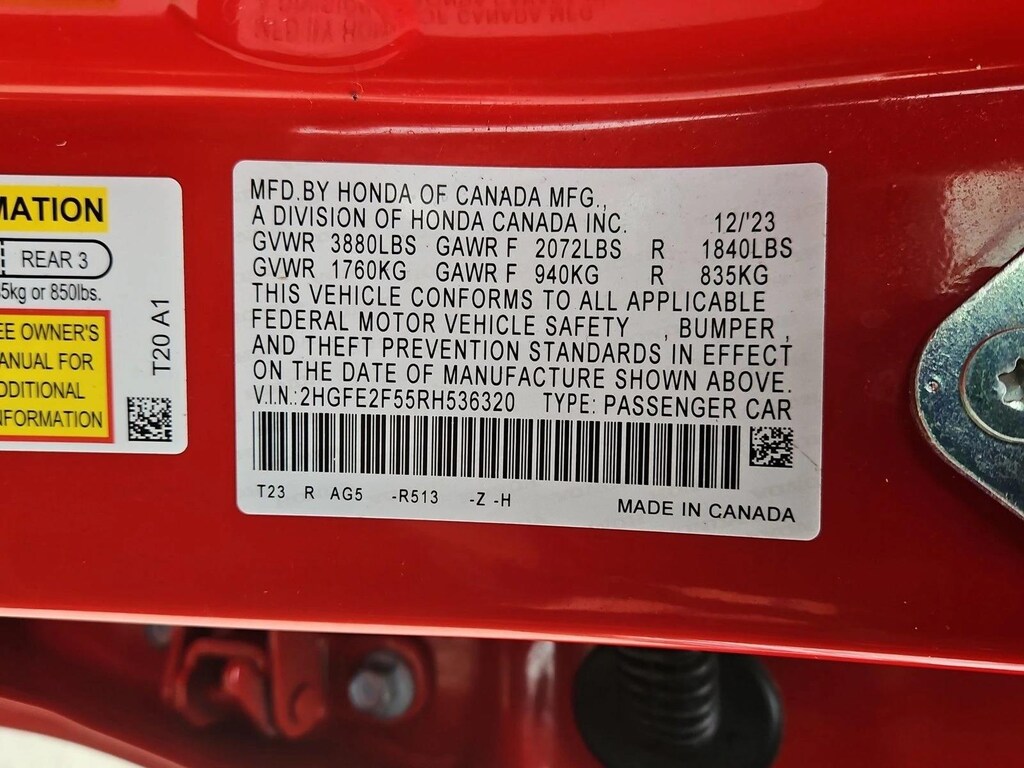 MATION
REAR 3
5kg or 850lbs.
EE OWNER'S
ANUAL FOR
DDITIONAL
NFORMATION
T20 A1
MFD.BY HONDA OF CANADA MFG.,
A DIVISION OF HONDA CANADA INC. 12/'23
GVWR 3880LBS GAWR F 2072LBS R 1840LBS
GVWR 1760KG GAWR F 940KG R 835KG
THIS VEHICLE CONFORMS TO ALL APPLICABLE
FEDERAL MOTOR VEHICLE SAFETY , BUMPER ,
AND THEFT PREVENTION STANDARDS IN EFFECT
ON THE DATE OF MANUFACTURE SHOWN ABOVE.
V.I.N.:2HGFE2F55RH536320 TYPE: PASSENGER CAR
T23 R AG5 -R513 -Z -H
MADE IN CANADA